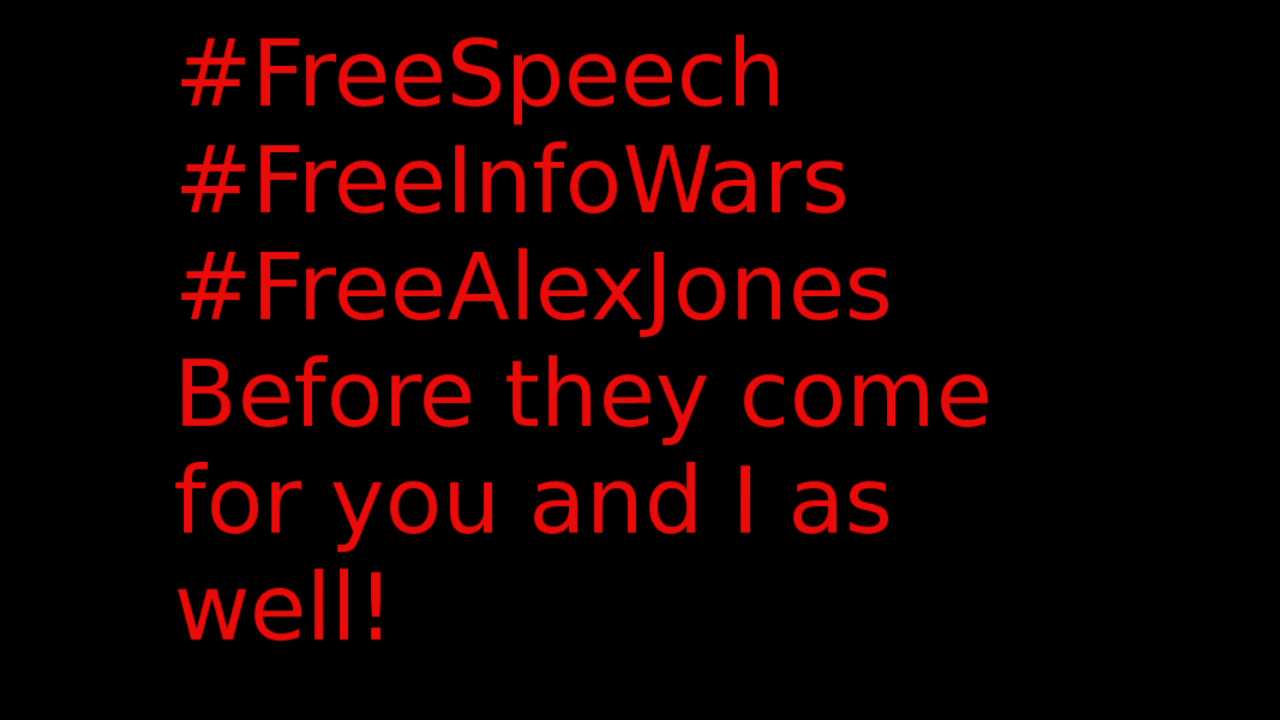 #FreeSpeech
#FreeInfoWars
#FreeAlexJones
Before they come
for you and I as
well!